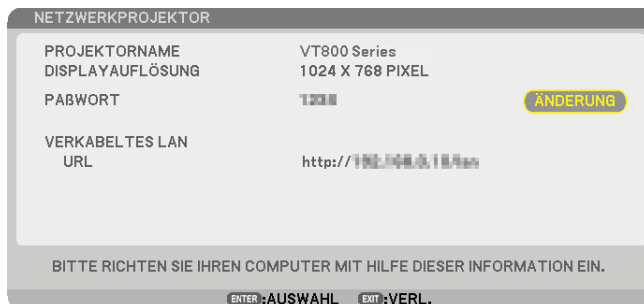 NETZWERKPROJEKTOR
PROJEKTORNAME VT800 Series
DISPLAYAUFLÖSUNG 1024 X 768 PIXEL
PAßWORT ÄNDERUNG
VERKABELTES LAN
URL http://
BITTE RICHTEN SIE IHREN COMPUTER MIT HILFE DIESER INFORMATION EIN.
ENTER :AUSWAHL EXIT :VERL.